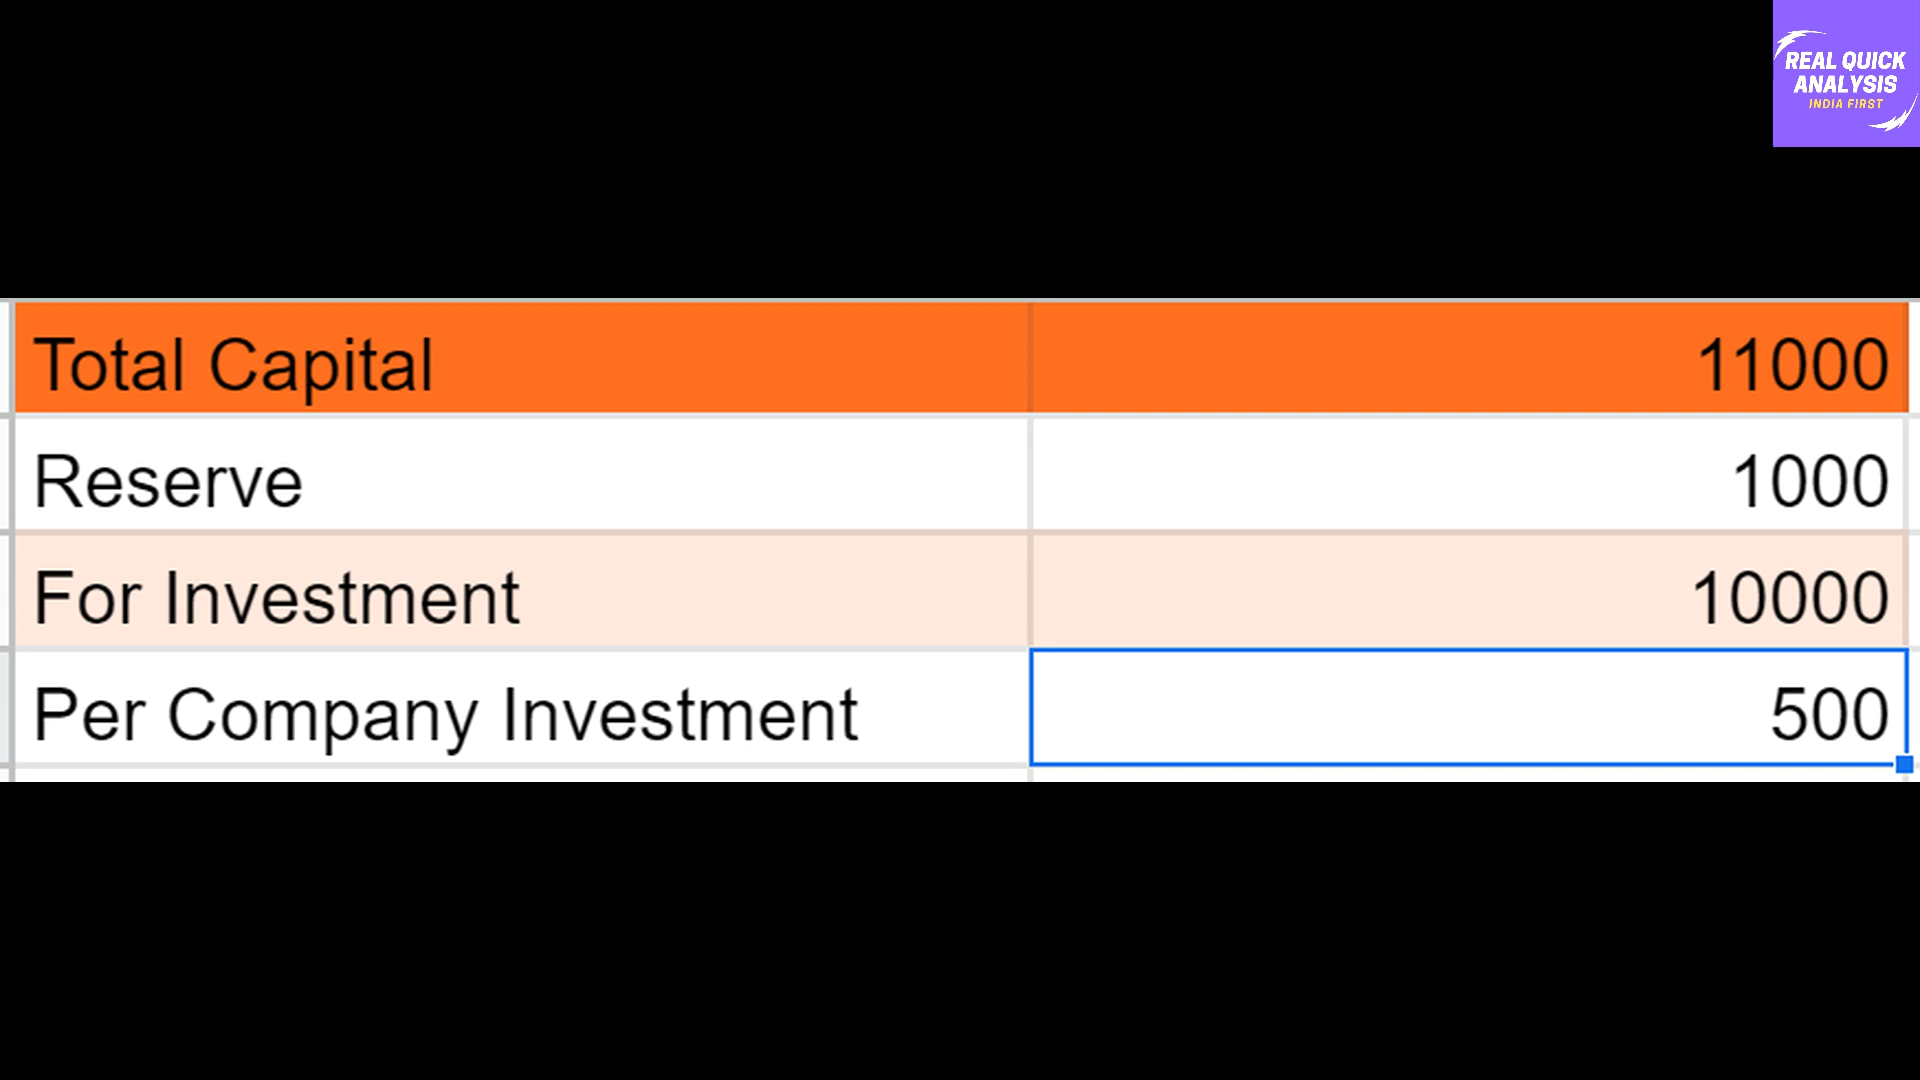 REAL QUICK
ANALYSIS
INDIA FIRST
Total Capital 11000
Reserve 1000
For Investment 10000
Per Company Investment 500